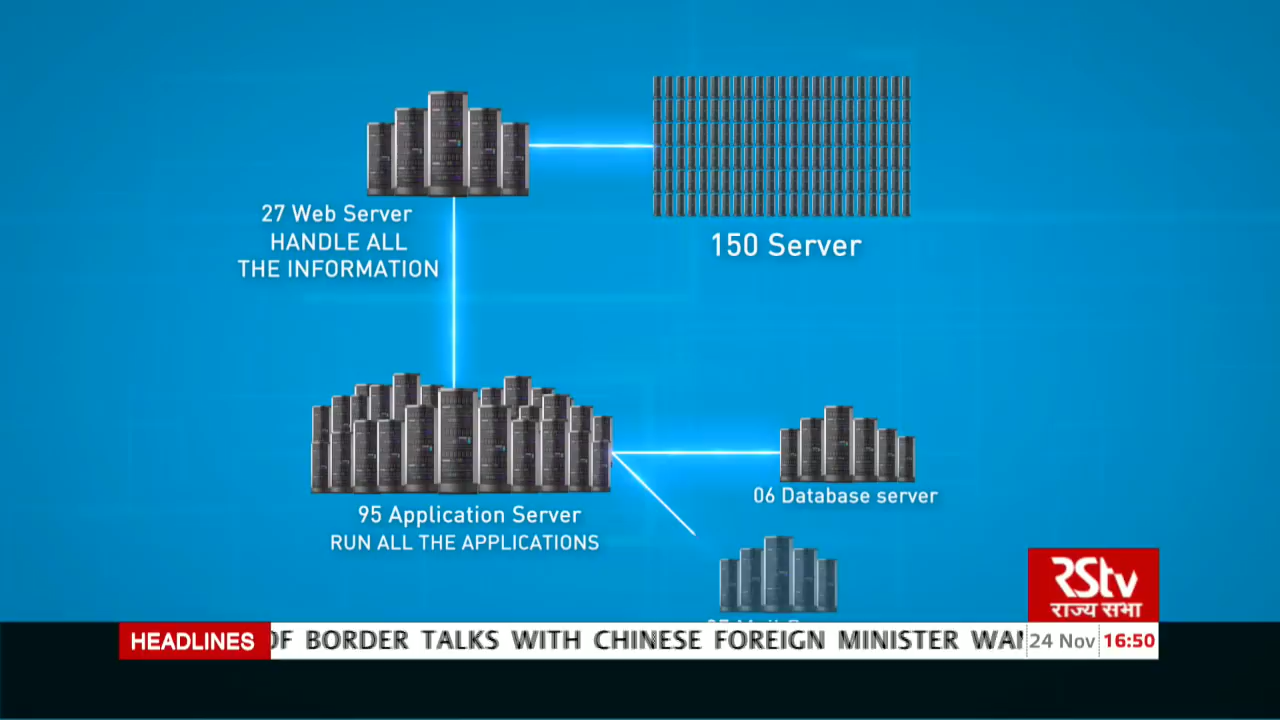 27 Web Server
HANDLE ALL
THE INFORMATION
150 Server
95 Application Server
RUN ALL THE APPLICATIONS
06 Database server
RStv
राज्य सभा
HEADLINES
OF BORDER TALKS WITH CHINESE FOREIGN MINISTER
24 Nov
16:50